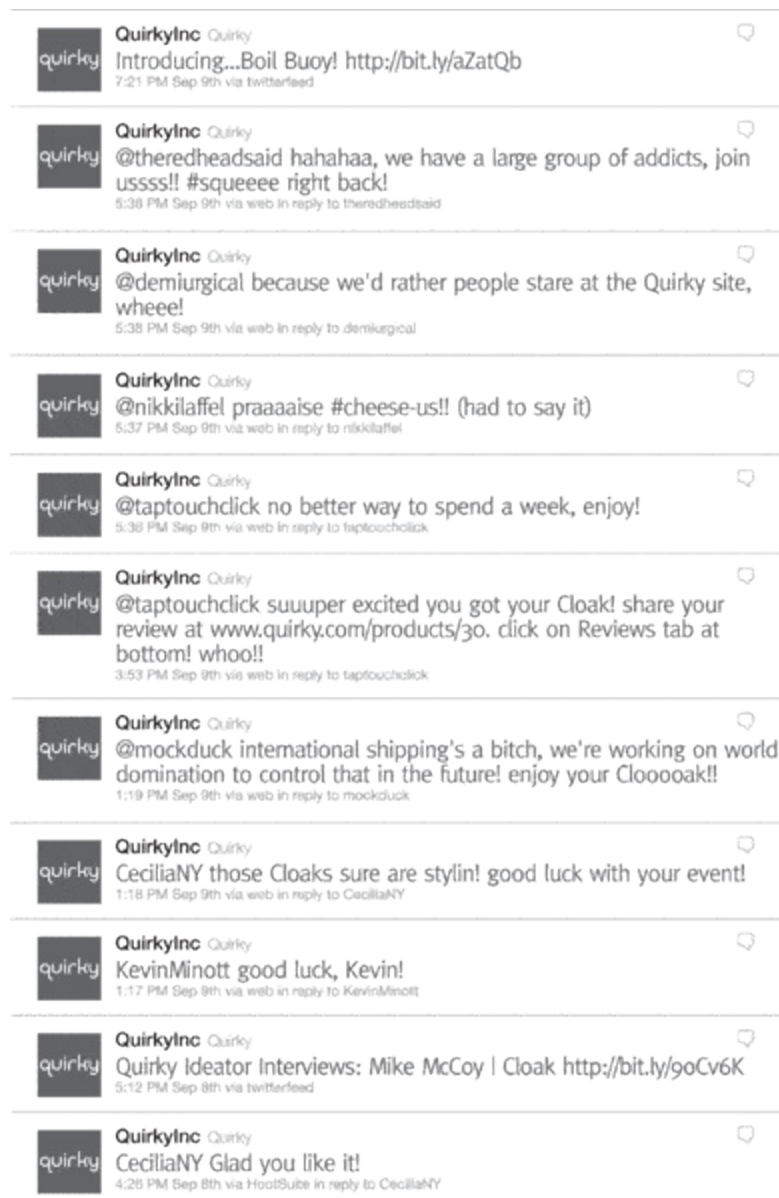 quirky
QuirkyInc Quirky
Introducing...Boil Buoy! http://bit.ly/aZatQb
7:21 PM Sep 9th via twitterfeed
quirky
QuirkyInc Quirky
@theredheadsaid hahahaa, we have a large group of addicts, join
ussss!! #squeeee right back!
5:38 PM Sep 9th via web in reply to theredheadsaid
quirky
QuirkyInc Quirky
@demiurgical because we'd rather people stare at the Quirky site,
wheee!
5:38 PM Sep 9th via web in reply to demiurgical
quirky
QuirkyInc Quirky
@nikkilaffel praaaaise #cheese-us!! (had to say it)
5:37 PM Sep 9th via web in reply to nikkilaffel
quirky
QuirkyInc Quirky
@taptouchclick no better way to spend a week, enjoy!
5:36 PM Sep 9th via web in reply to taptouchclick
quirky
QuirkyInc Quirky
@taptouchclick suuuper excited you got your Cloak! share your
review at www.quirky.com/products/30. click on Reviews tab at
bottom! whoo!!
3:53 PM Sep 9th via web in reply to taptouchclick
quirky
QuirkyInc Quirky
@mockduck international shipping's a bitch, we're working on world
domination to control that in the future! enjoy your Clooooak!!
1:19 PM Sep 9th via web in reply to mockduck
quirky
QuirkyInc Quirky
CeciliaNY those Cloaks sure are stylin! good luck with your event!
1:18 PM Sep 9th via web in reply to CeciliaNY
quirky
QuirkyInc Quirky
KevinMinott good luck, Kevin!
1:17 PM Sep 9th via web in reply to KevinMinott
quirky
QuirkyInc Quirky
Quirky Ideator Interviews: Mike McCoy | Cloak http://bit.ly/9oCv6K
5:12 PM Sep 8th via twitterfeed
quirky
QuirkyInc Quirky
CeciliaNY Glad you like it!
4:26 PM Sep 8th via HootSuite in reply to CeciliaNY